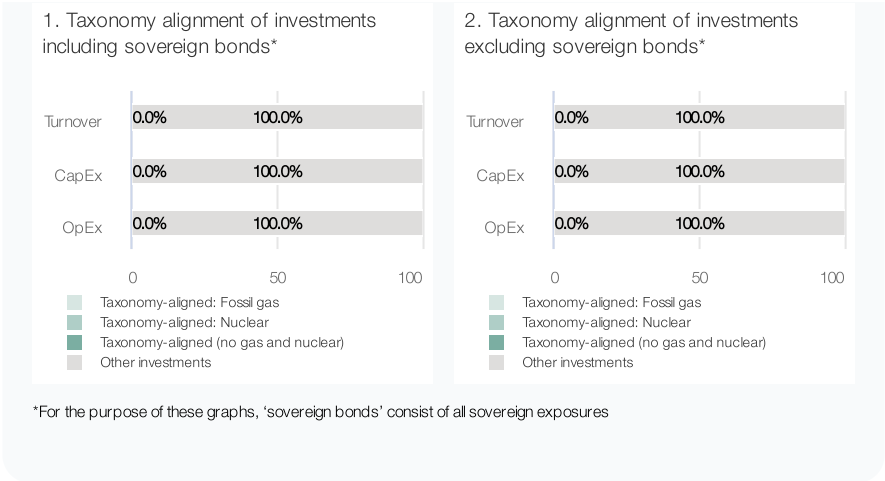 1. Taxonomy alignment of investments
including sovereign bonds*
Turnover 0.0% 100.0%
CapEx 0.0% 100.0%
OpEx 0.0% 100.0%
0 50 100
Taxonomy-aligned: Fossil gas
Taxonomy-aligned: Nuclear
Taxonomy-aligned (no gas and nuclear)
Other investments
2. Taxonomy alignment of investments
excluding sovereign bonds*
Turnover 0.0% 100.0%
CapEx 0.0% 100.0%
OpEx 0.0% 100.0%
0 50 100
Taxonomy-aligned: Fossil gas
Taxonomy-aligned: Nuclear
Taxonomy-aligned (no gas and nuclear)
Other investments
*For the purpose of these graphs, ‘sovereign bonds’ consist of all sovereign exposures